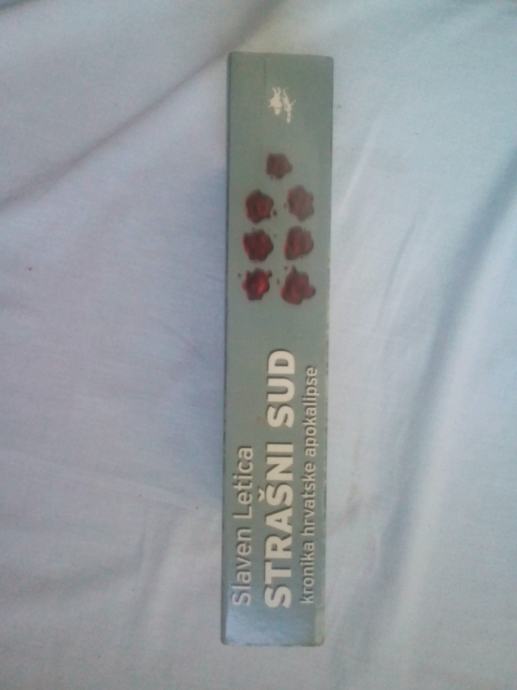 Slaven Letica
STRAŠNI SUD
kronika hrvatske apokalipse